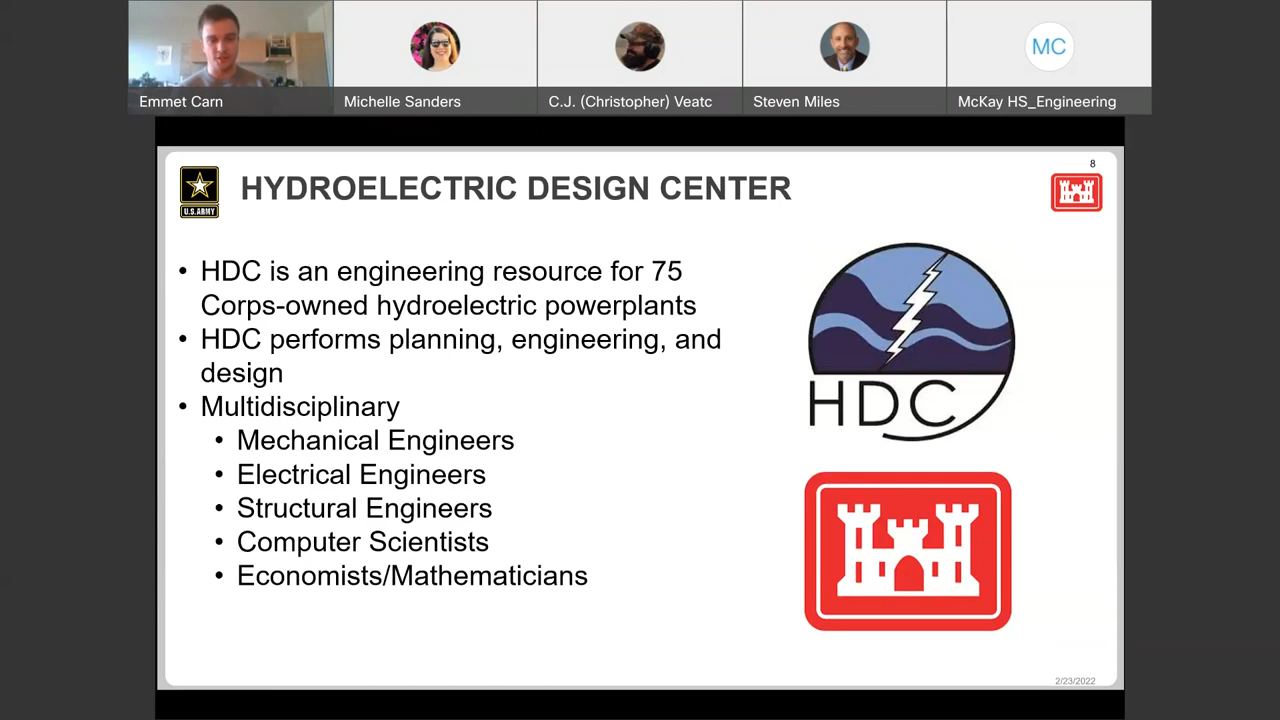 Emmet Carn
Michelle Sanders
C.J. (Christopher) Veatc
Steven Miles
MC
McKay HS_Engineering
8
U.S.ARMY
HYDROELECTRIC DESIGN CENTER
• HDC is an engineering resource for 75
Corps-owned hydroelectric powerplants
• HDC performs planning, engineering, and
design
• Multidisciplinary
• Mechanical Engineers
• Electrical Engineers
• Structural Engineers
• Computer Scientists
• Economists/Mathematicians
HDC
2/23/2022